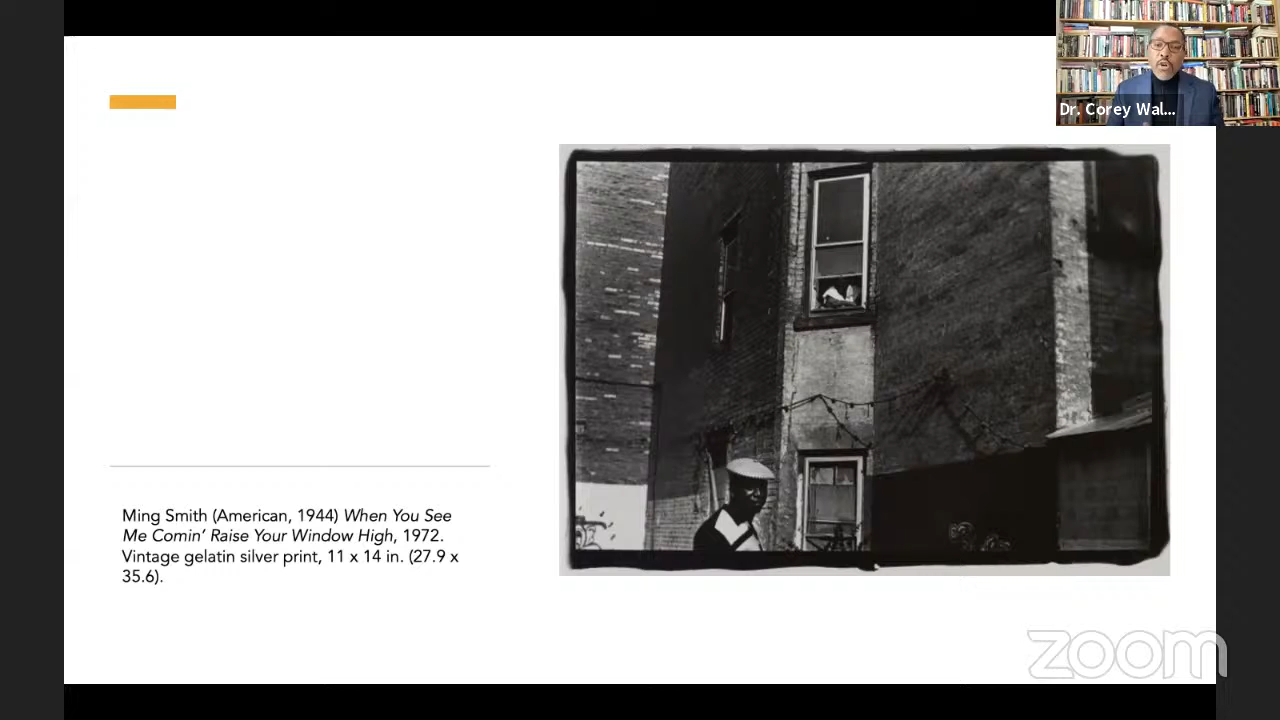 Dr. Corey Wal...
Ming Smith (American, 1944) When You See
Me Comin’ Raise Your Window High, 1972.
Vintage gelatin silver print, 11 x 14 in. (27.9 x
35.6).
zoom